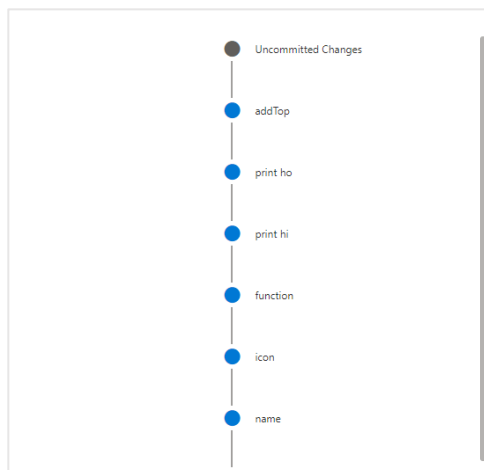 Uncommitted Changes
addTop
print ho
print hi
function
icon
name